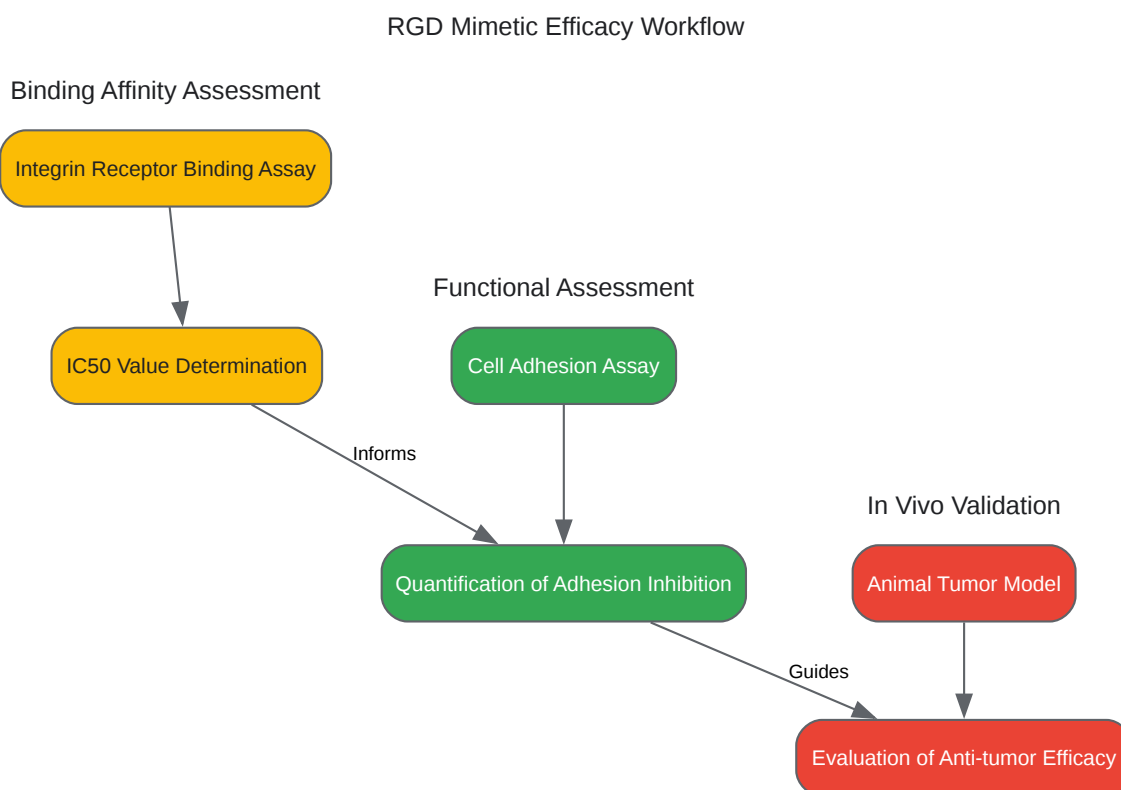 RGD Mimetic Efficacy Workflow
Binding Affinity Assessment
Integrin Receptor Binding Assay
Functional Assessment
IC50 Value Determination
Cell Adhesion Assay
Informs
In Vivo Validation
Quantification of Adhesion Inhibition
Animal Tumor Model
Guides
Evaluation of Anti-tumor Efficacy